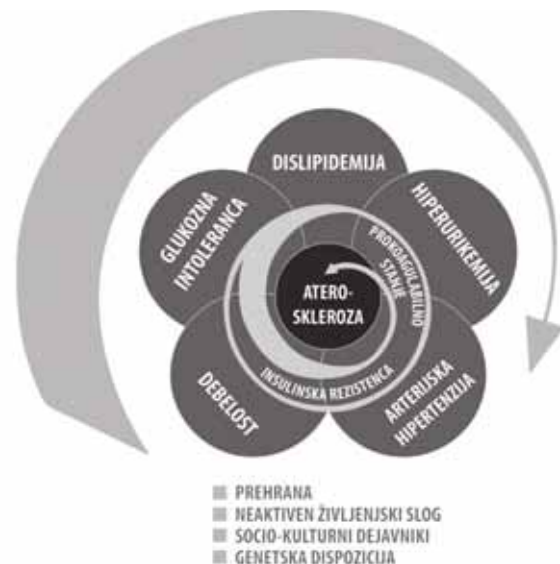 DISLIPIDEMIJA
HIPERURIKEMIJA
GLUKOZNA
INTOLERANCA
PROKOAGULABILNO
STANJE
ATERO-
SKLEROZA
INSULINSKA REZISTENCA
DEBELOST
ARTERIJSKA
HIPERTENZIJA
PREHRANA
NEAKTIVEN ŽIVLJENJSKI SLOG
SOCIO-KULTURNI DEJAVNIKI
GENETSKA DISPOZICIJA